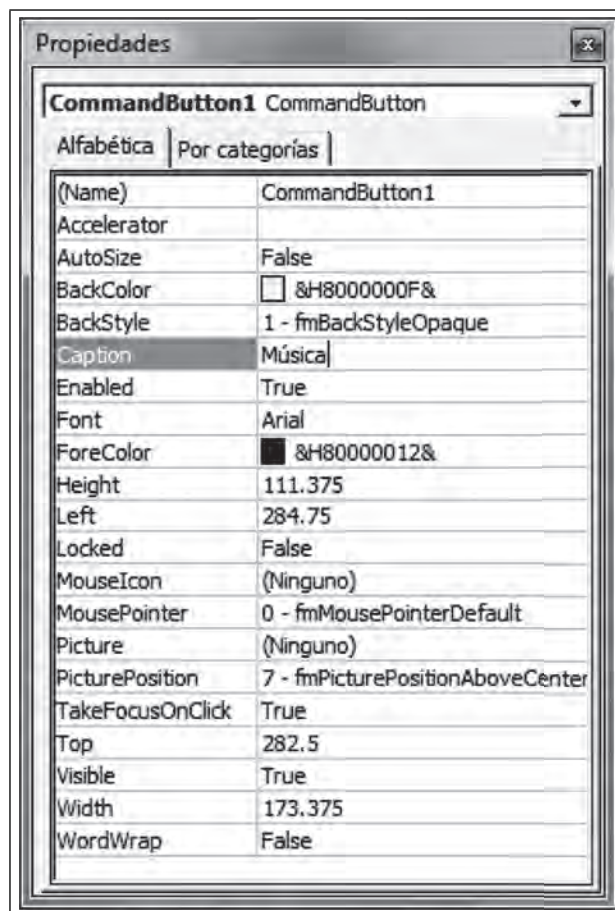 Propiedades
CommandButton1 CommandButton
Alfabética Por categorías
(Name) CommandButton1
Accelerator
AutoSize False
BackColor &H8000000F&
BackStyle 1 - fmBackStyleOpaque
Caption Música
Enabled True
Font Arial
ForeColor &H80000012&
Height 111.375
Left 284.75
Locked False
MouseIcon (Ninguno)
MousePointer 0 - fmMousePointerDefault
Picture (Ninguno)
PicturePosition 7 - fmPicturePositionAboveCenter
TakeFocusOnClick True
Top 282.5
Visible True
Width 173.375
WordWrap False